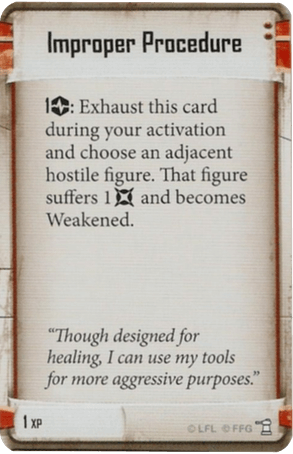 Improper Procedure
1: Exhaust this card
during your activation
and choose an adjacent
hostile figure. That figure
suffers 1 and becomes
Weakened.
“Though designed for
healing, I can use my tools
for more aggressive purposes.”
1 XP
© LFL © FFG